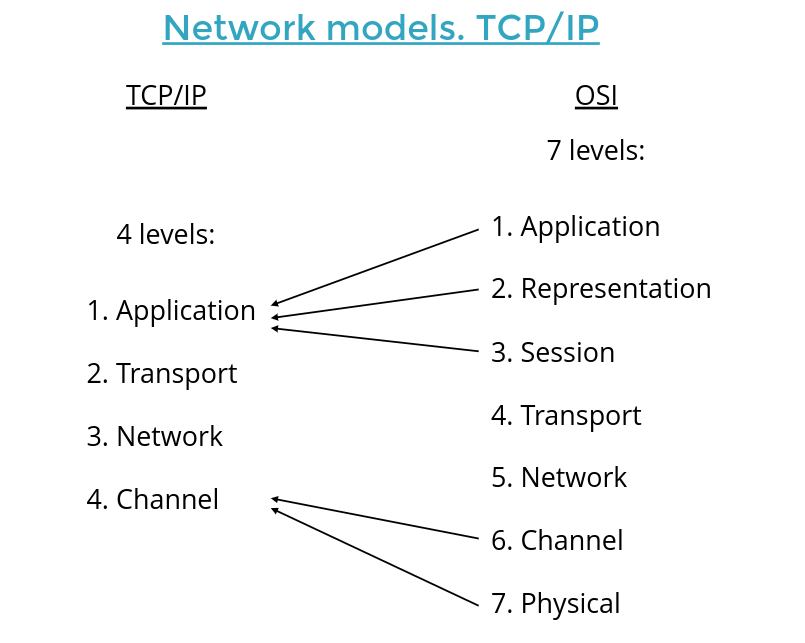 Network models. TCP/IP
TCP/IP
4 levels:
1. Application
2. Transport
3. Network
4. Channel
OSI
7 levels:
1. Application
2. Representation
3. Session
4. Transport
5. Network
6. Channel
7. Physical